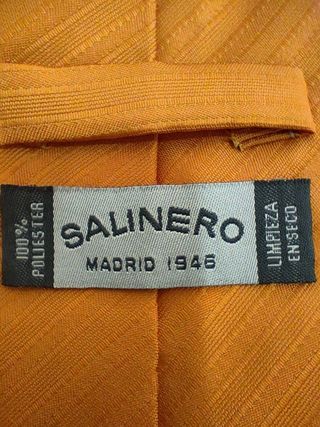 100%
POLIESTER
SALINERO
MADRID 1946
LIMPIEZA
EN SECO